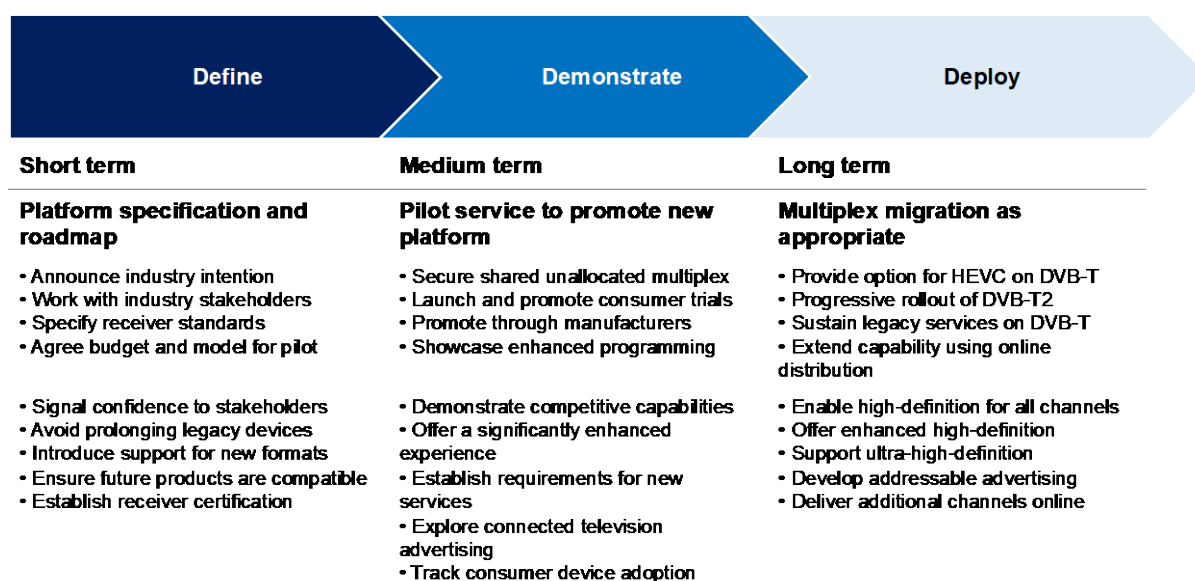 Define
Demonstrate
Deploy
Short term
Platform specification and
roadmap
• Announce industry intention
• Work with industry stakeholders
• Specify receiver standards
• Agree budget and model for pilot
• Signal confidence to stakeholders
• Avoid prolonging legacy devices
• Introduce support for new formats
• Ensure future products are compatible
• Establish receiver certification
Medium term
Pilot service to promote new
platform
• Secure shared unallocated multiplex
• Launch and promote consumer trials
• Promote through manufacturers
• Showcase enhanced programming
• Demonstrate competitive capabilities
• Offer a significantly enhanced
experience
• Establish requirements for new
services
• Explore connected television
advertising
• Track consumer device adoption
Long term
Multiplex migration as
appropriate
• Provide option for HEVC on DVB-T
• Progressive rollout of DVB-T2
• Sustain legacy services on DVB-T
• Extend capability using online
distribution
• Enable high-definition for all channels
• Offer enhanced high-definition
• Support ultra-high-definition
• Develop addressable advertising
• Deliver additional channels online